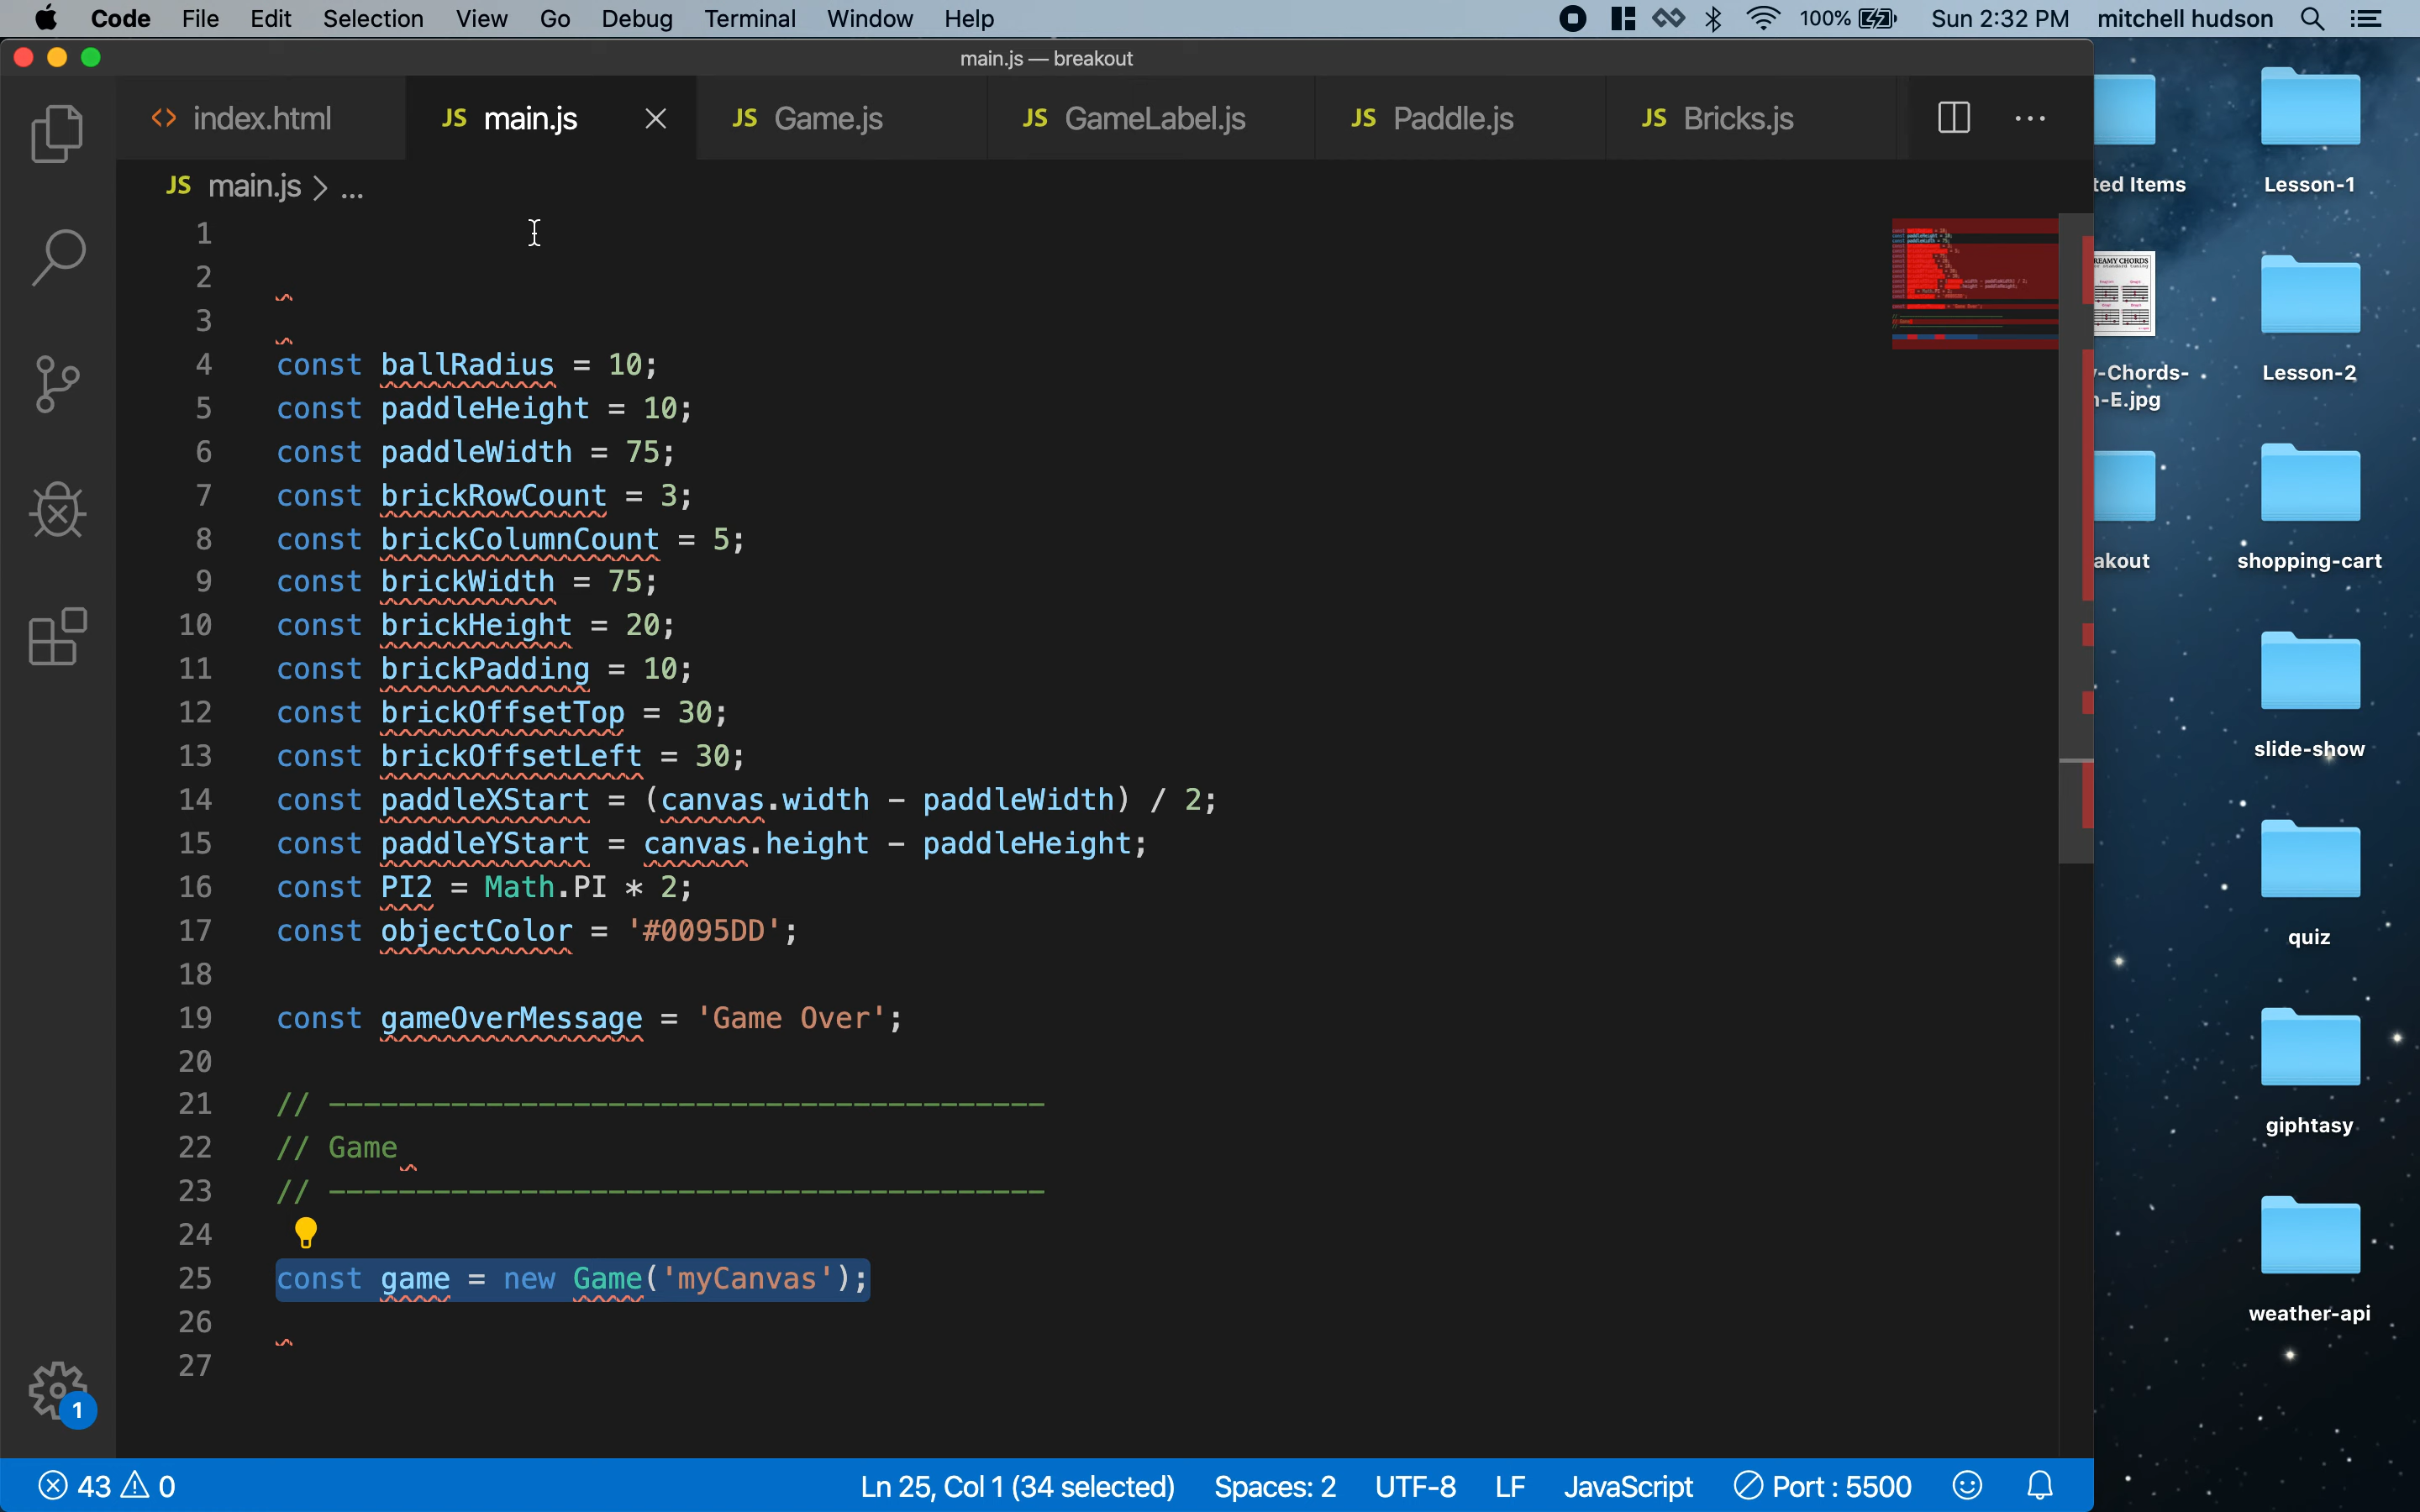 Code File Edit Selection View Go Debug Terminal Window Help 100% Sun 2:32 PM mitchell hudson
main.js — breakout
<> index.html JS main.js JS Game.js JS GameLabel.js JS Paddle.js JS Bricks.js ...
JS main.js > ...
1
2
3
4 const ballRadius = 10;
5 const paddleHeight = 10;
6 const paddleWidth = 75;
7 const brickRowCount = 3;
8 const brickColumnCount = 5;
9 const brickWidth = 75;
10 const brickHeight = 20;
11 const brickPadding = 10;
12 const brickOffsetTop = 30;
13 const brickOffsetLeft = 30;
14 const paddleXStart = (canvas.width - paddleWidth) / 2;
15 const paddleYStart = canvas.height - paddleHeight;
16 const PI2 = Math.PI * 2;
17 const objectColor = '#0095DD';
18
19 const gameOverMessage = 'Game Over';
20
21 // -----------------------------------------
22 // Game
23 // -----------------------------------------
24
25 const game = new Game('myCanvas');
26
27
1
43 0 Ln 25, Col 1 (34 selected) Spaces: 2 UTF-8 LF JavaScript Port : 5500
ted Items
Lesson-1
REAMY CHORDS
y-Chords-
n-E.jpg
Lesson-2
akout
shopping-cart
slide-show
quiz
giphtasy
weather-api